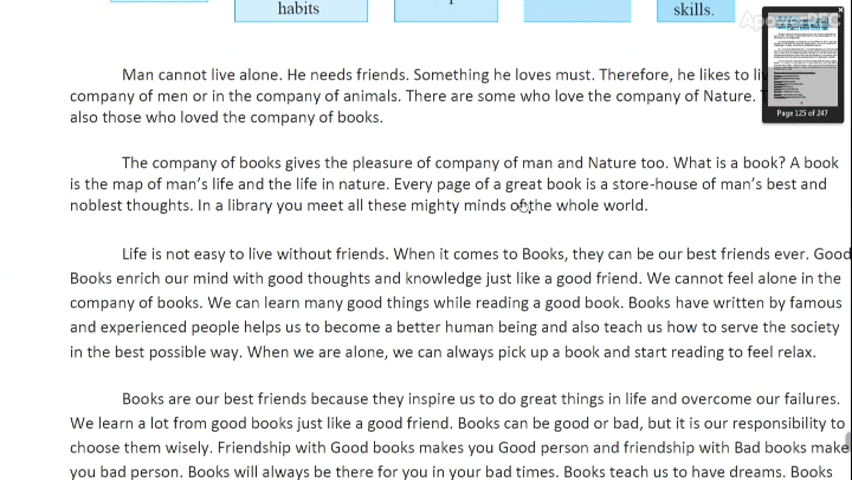 habits
skills.
ApowerREC
Man cannot live alone. He needs friends. Something he loves must. Therefore, he likes to
company of men or in the company of animals. There are some who love the company of Nature.
also those who loved the company of books.
Page 125 of 247
The company of books gives the pleasure of company of man and Nature too. What is a book? A book
is the map of man's life and the life in nature. Every page of a great book is a store-house of man's best and
noblest thoughts. In a library you meet all these mighty minds of the whole world.
Life is not easy to live without friends. When it comes to Books, they can be our best friends ever. Good
Books enrich our mind with good thoughts and knowledge just like a good friend. We cannot feel alone in the
company of books. We can learn many good things while reading a good book. Books have written by famous
and experienced people helps us to become a better human being and also teach us how to serve the society
in the best possible way. When we are alone, we can always pick up a book and start reading to feel relax.
Books are our best friends because they inspire us to do great things in life and overcome our failures.
We learn a lot from good books just like a good friend. Books can be good or bad, but it is our responsibility to
choose them wisely. Friendship with Good books makes you Good person and friendship with Bad books make
you bad person. Books will always be there for you in your bad times. Books teach us to have dreams. Books